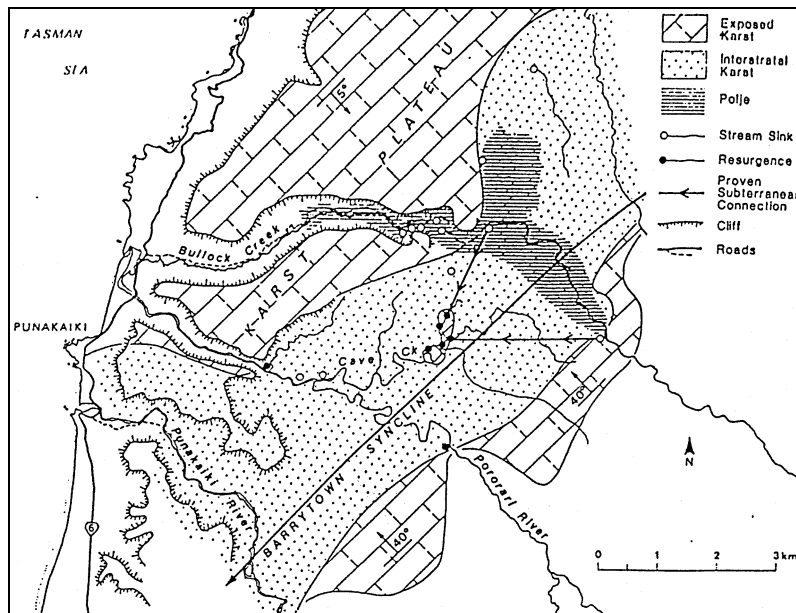 TASMAN
SEA
PLATEAU
15°
KARST
Bullock Creek
PUNAKAIKI
Cave Ck
BARRYTOWN SYNCLINE
Punakaiki River
Pororari River
40°
40°
6
N
0 1 2 3 km
Exposed Karst
Interstratal Karst
Polje
Stream Sink
Resurgence
Proven
Subterranean
Connection
Cliff
Roads